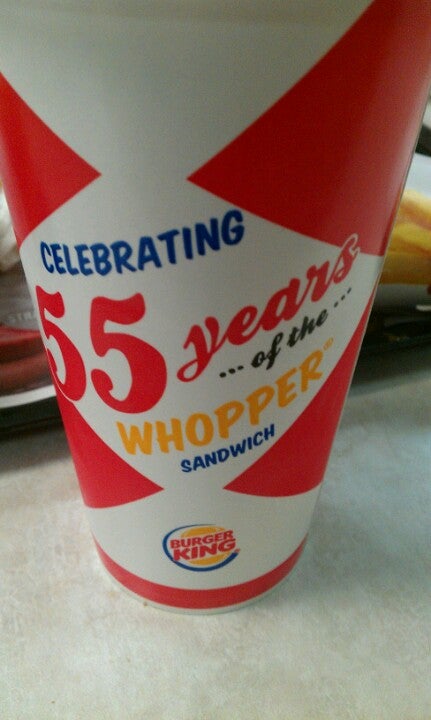 CELEBRATING
55 years
... of the ...
WHOPPER®
SANDWICH
BURGER
KING®